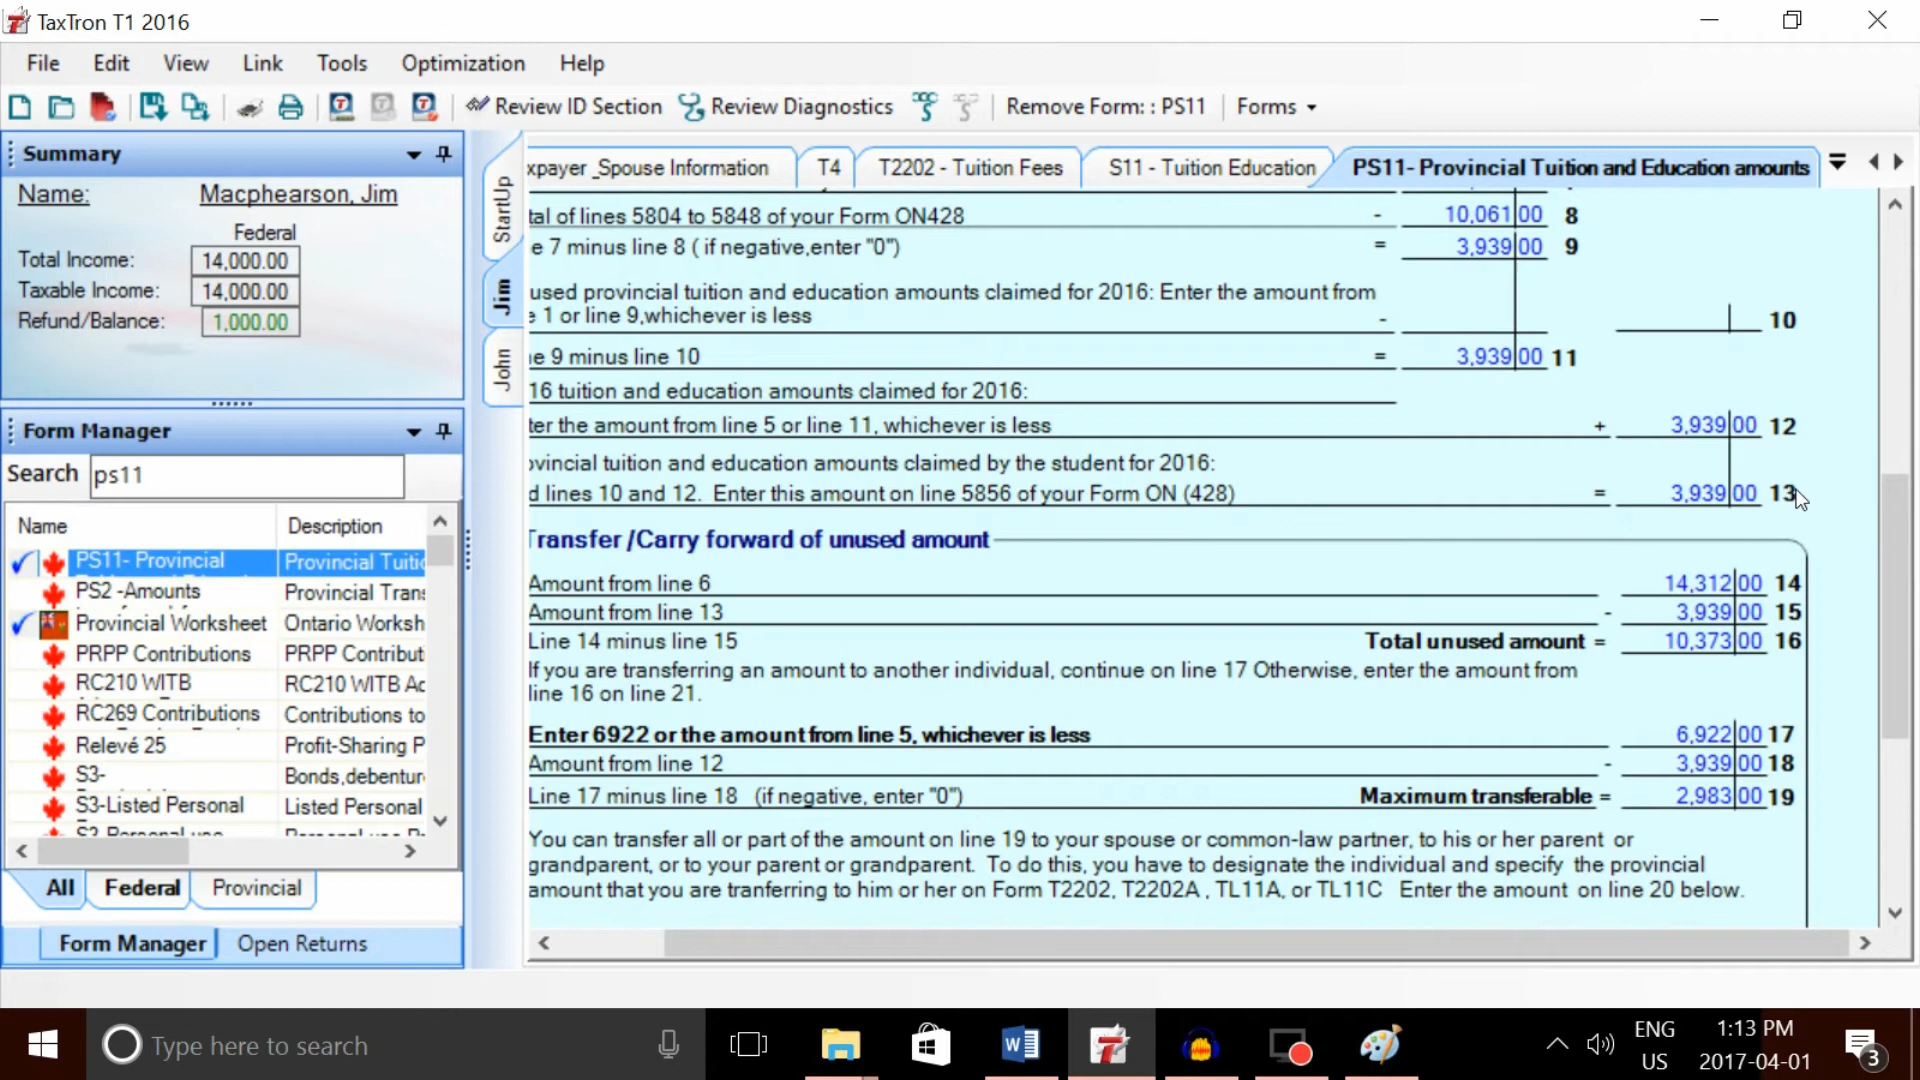 TaxTron T1 2016
File Edit View Link Tools Optimization Help
Review ID Section Review Diagnostics Remove Form: : PS11 Forms
Summary
Name: Macphearson, Jim
Federal
Total Income: 14,000.00
Taxable Income: 14,000.00
Refund/Balance: 1,000.00
Form Manager
Search ps11
Name Description
PS11- Provincial Provincial Tuitic
PS2 -Amounts Provincial Tran
Provincial Worksheet Ontario Worksh
PRPP Contributions PRPP Contribut
RC210 WITB RC210 WITB Ac
RC269 Contributions Contributions to
Relevé 25 Profit-Sharing P
S3- Bonds,debentur
S3-Listed Personal Listed Personal
All Federal Provincial
Form Manager Open Returns
StartUp
Jim
John
xpayer _Spouse Information T4 T2202 - Tuition Fees S11 - Tuition Education PS11- Provincial Tuition and Education amounts
tal of lines 5804 to 5848 of your Form ON428 - 10,061 00 8
e 7 minus line 8 ( if negative,enter "0") = 3,939 00 9
used provincial tuition and education amounts claimed for 2016: Enter the amount from
e 1 or line 9,whichever is less - 10
ne 9 minus line 10 = 3,939 00 11
16 tuition and education amounts claimed for 2016:
ter the amount from line 5 or line 11, whichever is less + 3,939 00 12
ovincial tuition and education amounts claimed by the student for 2016:
d lines 10 and 12. Enter this amount on line 5856 of your Form ON (428) = 3,939 00 13
Transfer /Carry forward of unused amount
Amount from line 6 14,312 00 14
Amount from line 13 - 3,939 00 15
Line 14 minus line 15 Total unused amount = 10,373 00 16
If you are transferring an amount to another individual, continue on line 17 Otherwise, enter the amount from
line 16 on line 21.
Enter 6922 or the amount from line 5, whichever is less 6,922 00 17
Amount from line 12 - 3,939 00 18
Line 17 minus line 18 (if negative, enter "0") Maximum transferable = 2,983 00 19
You can transfer all or part of the amount on line 19 to your spouse or common-law partner, to his or her parent or
grandparent, or to your parent or grandparent. To do this, you have to designate the individual and specify the provincial
amount that you are tranferring to him or her on Form T2202, T2202A , TL11A, or TL11C Enter the amount on line 20 below.
Type here to search
ENG
US
1:13 PM
2017-04-01
3